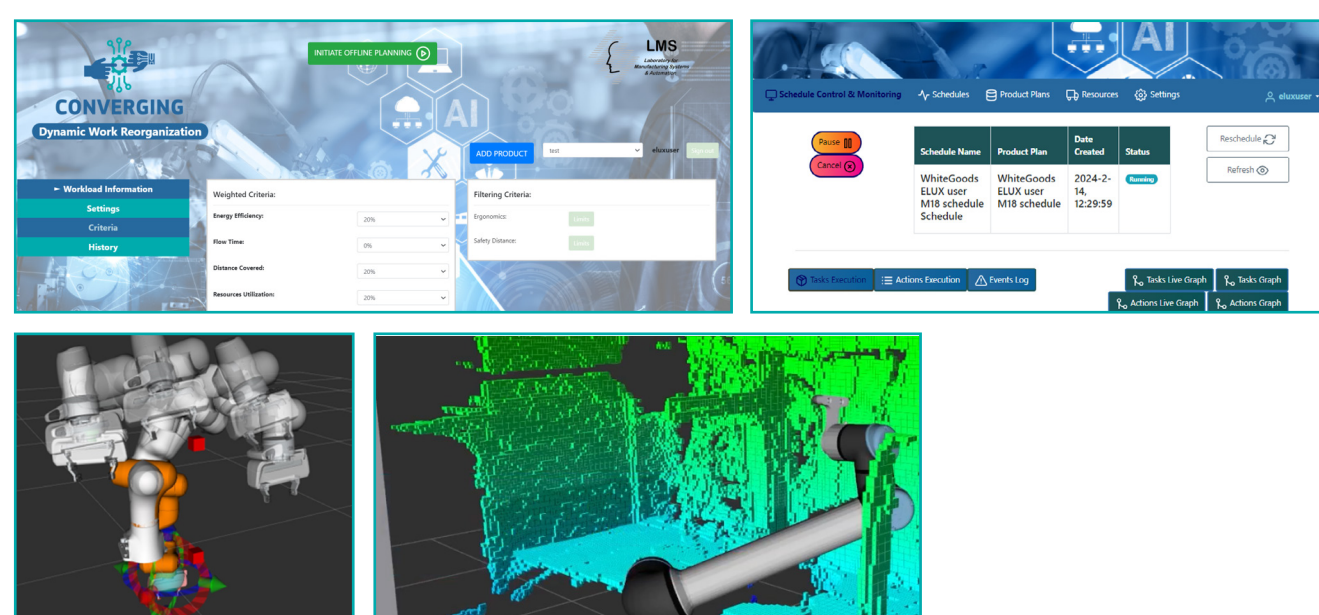 INITIATE OFFLINE PLANNING
LMS
Laboratory for
Manufacturing Systems
& Automation
CONVERGING
Dynamic Work Reorganization
AI
ADD PRODUCT
test
eluxuser
Sign out
► Workload Information
Settings
Criteria
History
Weighted Criteria:
Energy Efficiency:
20%
Flow Time:
0%
Distance Covered:
20%
Resources Utilization:
20%
Filtering Criteria:
Ergonomics:
Safety Distance:
AI
Schedule Control & Monitoring
Schedules
Product Plans
Resources
Settings
eluxuser
Pause
Cancel
Schedule Name
Product Plan
Date
Created
Status
WhiteGoods
ELUX user
M18 schedule
Schedule
WhiteGoods
ELUX user
M18 schedule
2024-2-
14,
12:29:59
Running
Reschedule
Refresh
Tasks Execution
Actions Execution
Events Log
Tasks Live Graph
Tasks Graph
Actions Live Graph
Actions Graph